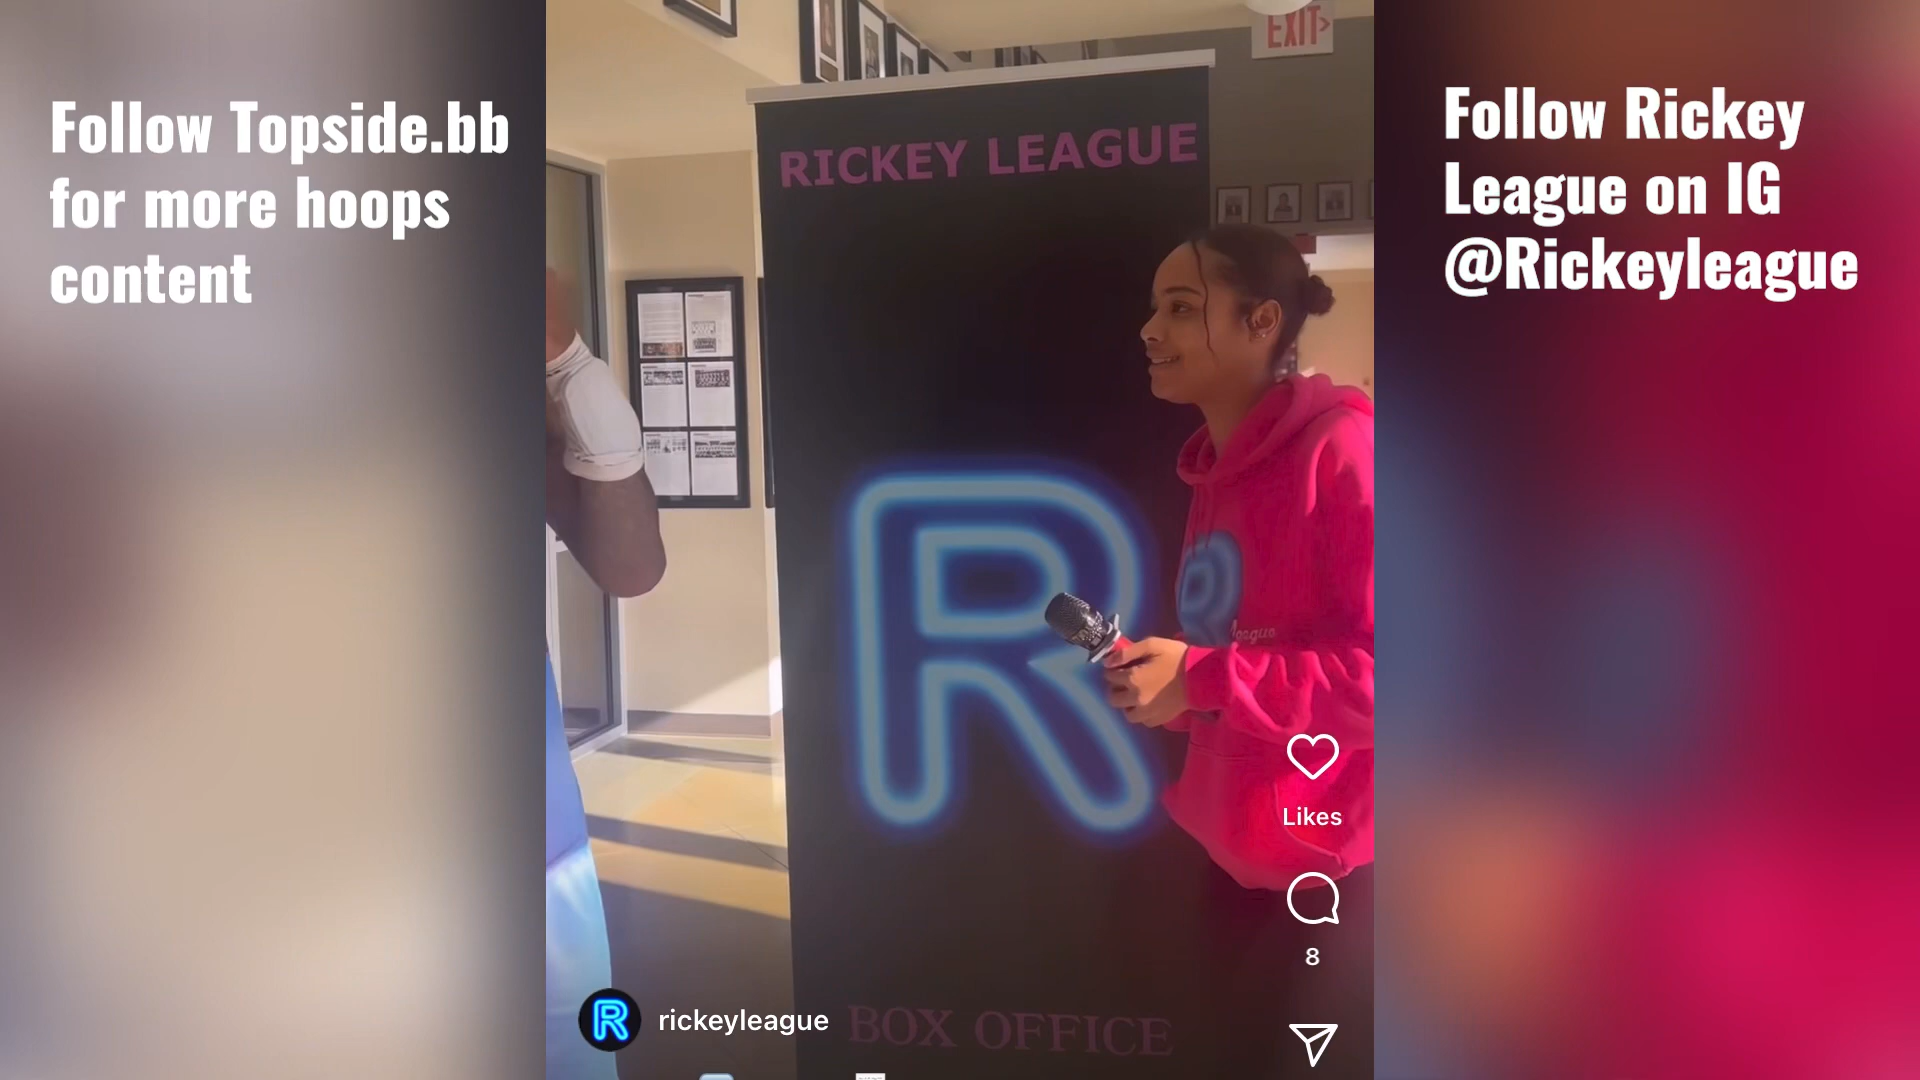 Follow Topside.bb
for more hoops
content
EXIT
RICKEY LEAGUE
R
R
league
Likes
8
R
rickeyleague
BOX OFFICE
Follow Rickey
League on IG
@Rickeyleague